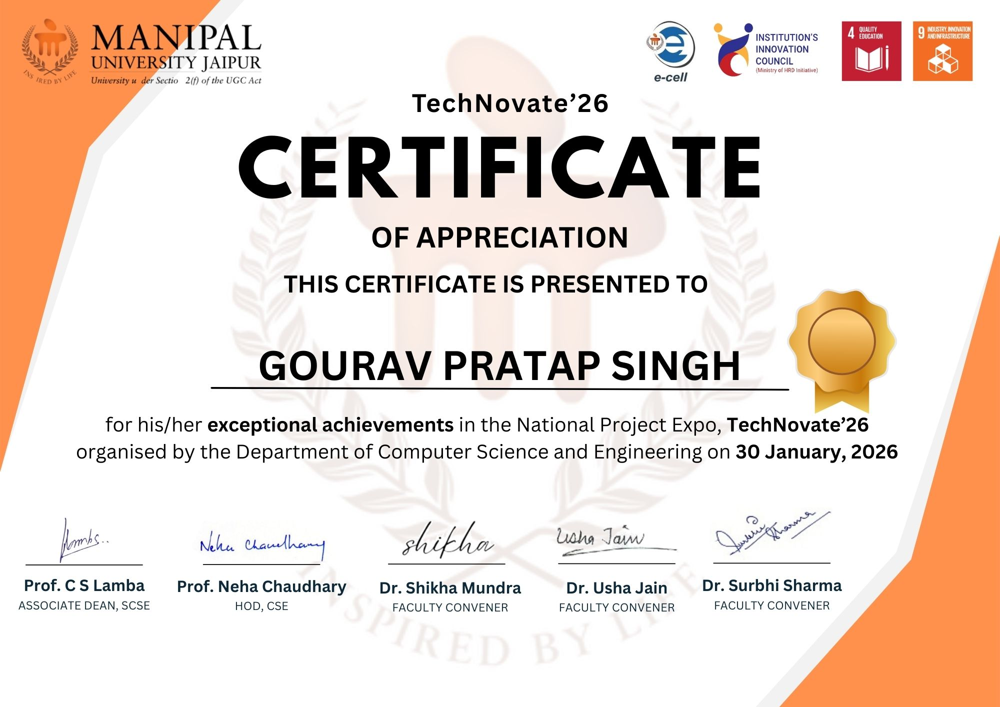 MANIPAL
UNIVERSITY JAIPUR
University u der Sectio 2(f) of the UGC Act
INS IRED BY LIFE
e
e-cell
INSTITUTION'S
INNOVATION
COUNCIL
(Ministry of HRD Initiative)
4 QUALITY
EDUCATION
9 INDUSTRY, INNOVATION
AND INFRASTRUCTURE
TechNovate’26
CERTIFICATE
OF APPRECIATION
THIS CERTIFICATE IS PRESENTED TO
GOURAV PRATAP SINGH
for his/her exceptional achievements in the National Project Expo, TechNovate’26
organised by the Department of Computer Science and Engineering on 30 January, 2026
Neha Chaudhary
shikha
Usha Jain
Sharma
Prof. C S Lamba
ASSOCIATE DEAN, SCSE
Prof. Neha Chaudhary
HOD, CSE
Dr. Shikha Mundra
FACULTY CONVENER
Dr. Usha Jain
FACULTY CONVENER
Dr. Surbhi Sharma
FACULTY CONVENER
INSPIRED BY LIFE